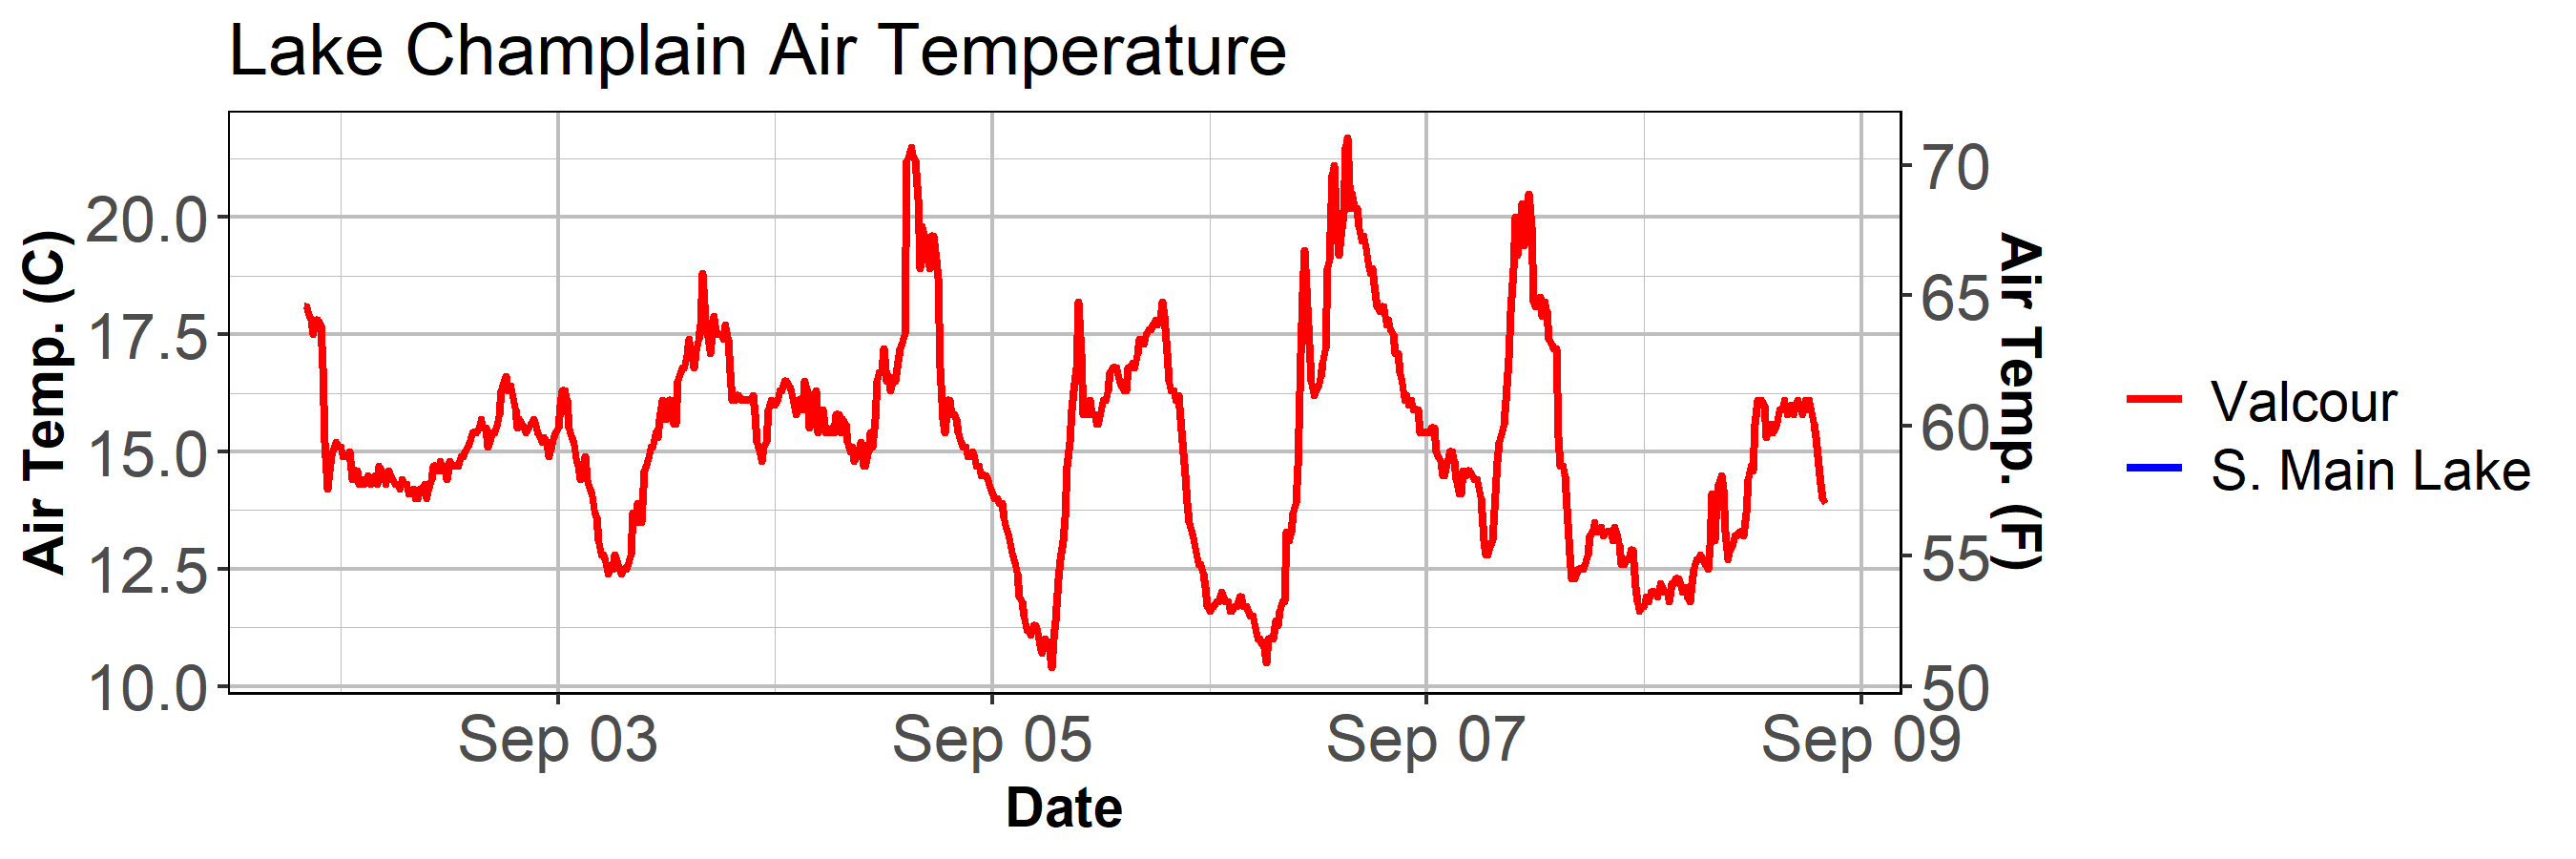 Lake Champlain Air Temperature
Air Temp. (C)
20.0
17.5
15.0
12.5
10.0
70
65
60
55
50
Air Temp. (F)
Sep 03
Sep 05
Sep 07
Sep 09
Date
Valcour
S. Main Lake